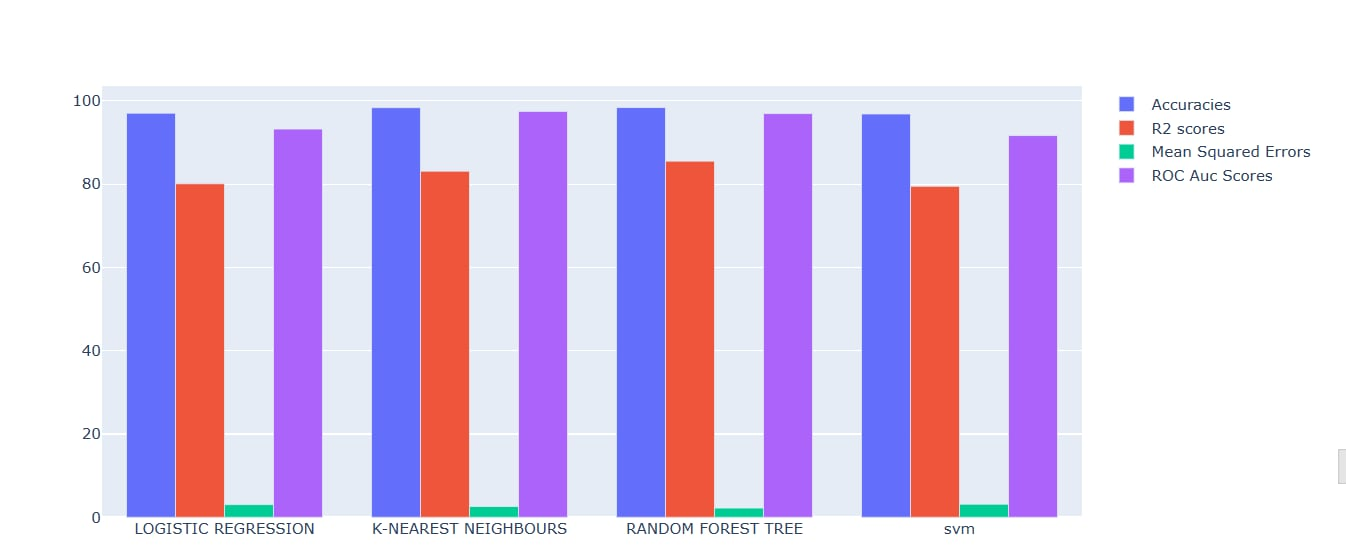 100
80
60
40
20
0
LOGISTIC REGRESSION
K-NEAREST NEIGHBOURS
RANDOM FOREST TREE
svm
Accuracies
R2 scores
Mean Squared Errors
ROC Auc Scores